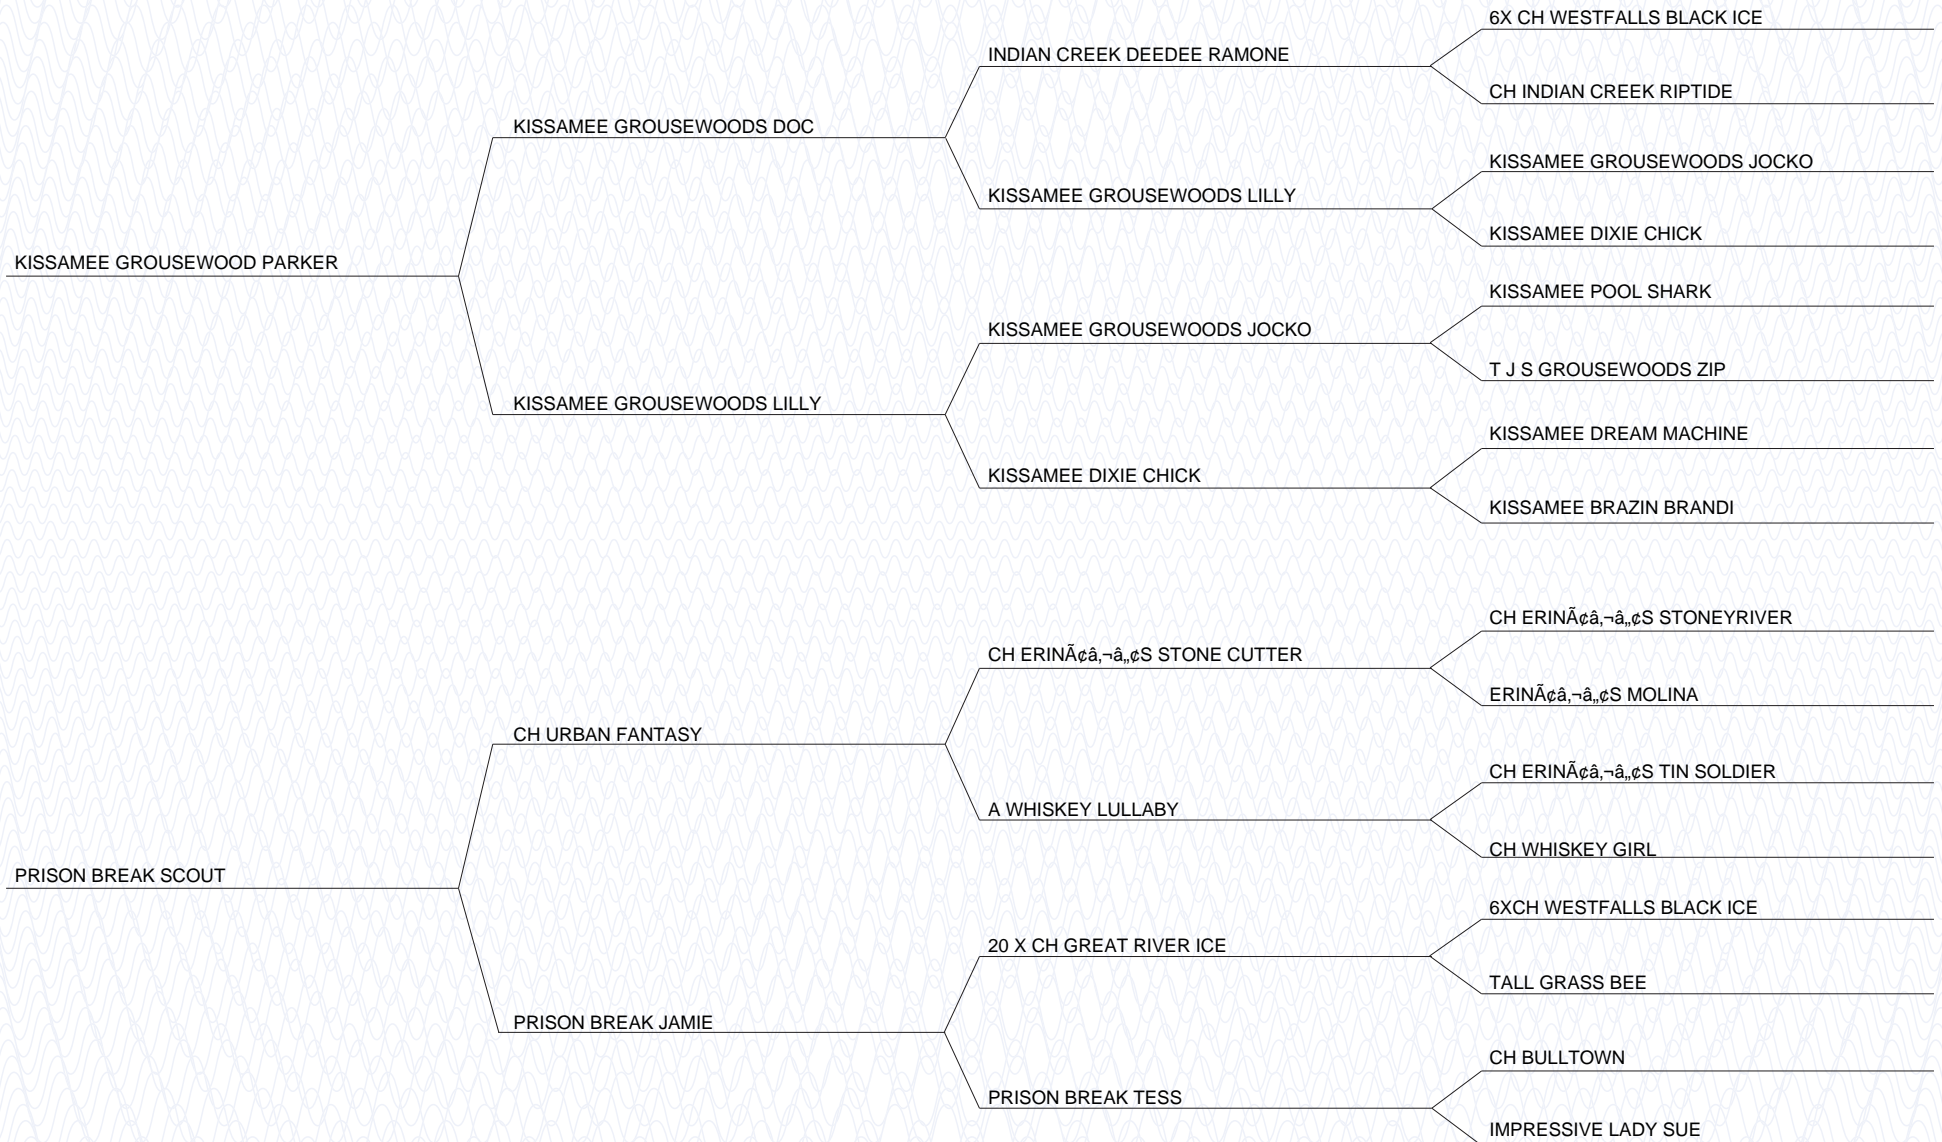 6X CH WESTFALLS BLACK ICE
INDIAN CREEK DEEDEE RAMONE
CH INDIAN CREEK RIPTIDE
KISSAMEE GROUSEWOODS DOC
KISSAMEE GROUSEWOODS JOCKO
KISSAMEE GROUSEWOODS LILLY
KISSAMEE DIXIE CHICK
KISSAMEE GROUSEWOOD PARKER
KISSAMEE POOL SHARK
KISSAMEE GROUSEWOODS JOCKO
T J S GROUSEWOODS ZIP
KISSAMEE GROUSEWOODS LILLY
KISSAMEE DREAM MACHINE
KISSAMEE DIXIE CHICK
KISSAMEE BRAZIN BRANDI
CH ERINÃ¢â‚¬â„¢S STONEYRIVER
CH ERINÃ¢â‚¬â„¢S STONE CUTTER
ERINÃ¢â‚¬â„¢S MOLINA
CH URBAN FANTASY
CH ERINÃ¢â‚¬â„¢S TIN SOLDIER
A WHISKEY LULLABY
CH WHISKEY GIRL
PRISON BREAK SCOUT
6XCH WESTFALLS BLACK ICE
20 X CH GREAT RIVER ICE
TALL GRASS BEE
PRISON BREAK JAMIE
CH BULLTOWN
PRISON BREAK TESS
IMPRESSIVE LADY SUE